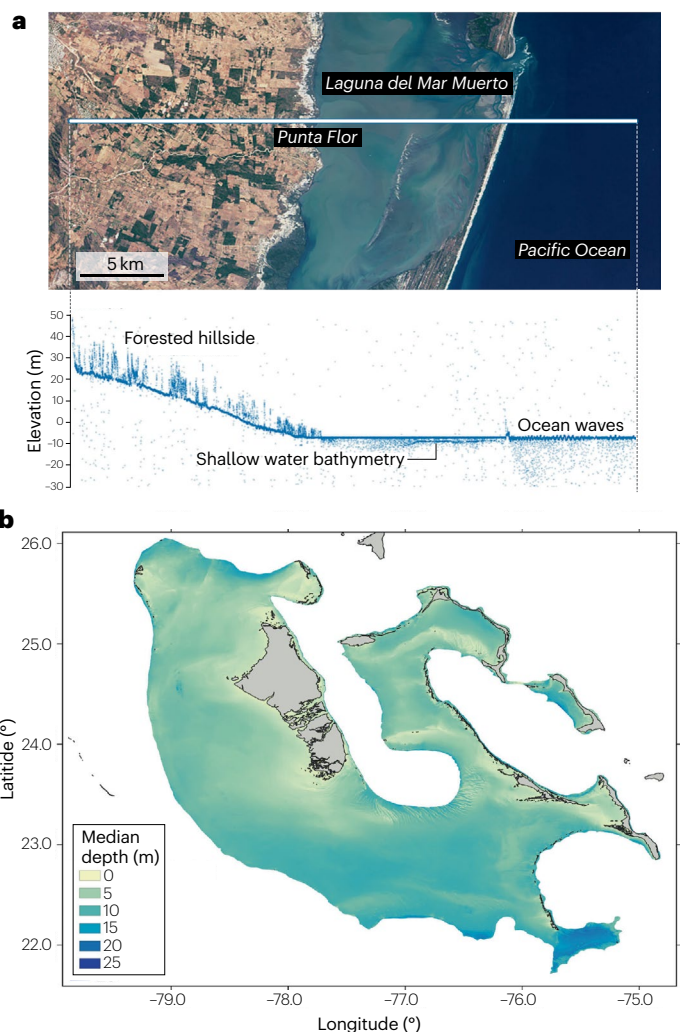 a
Laguna del Mar Muerto
Punta Flor
Pacific Ocean
5 km
50
40
30
20
10
0
–10
–20
–30
Elevation (m)
Forested hillside
Ocean waves
Shallow water bathymetry
b
26.0
25.0
24.0
23.0
22.0
Latitide (°)
Median
depth (m)
0
5
10
15
20
25
–79.0 –78.0 –77.0 –76.0 –75.0
Longitude (°)